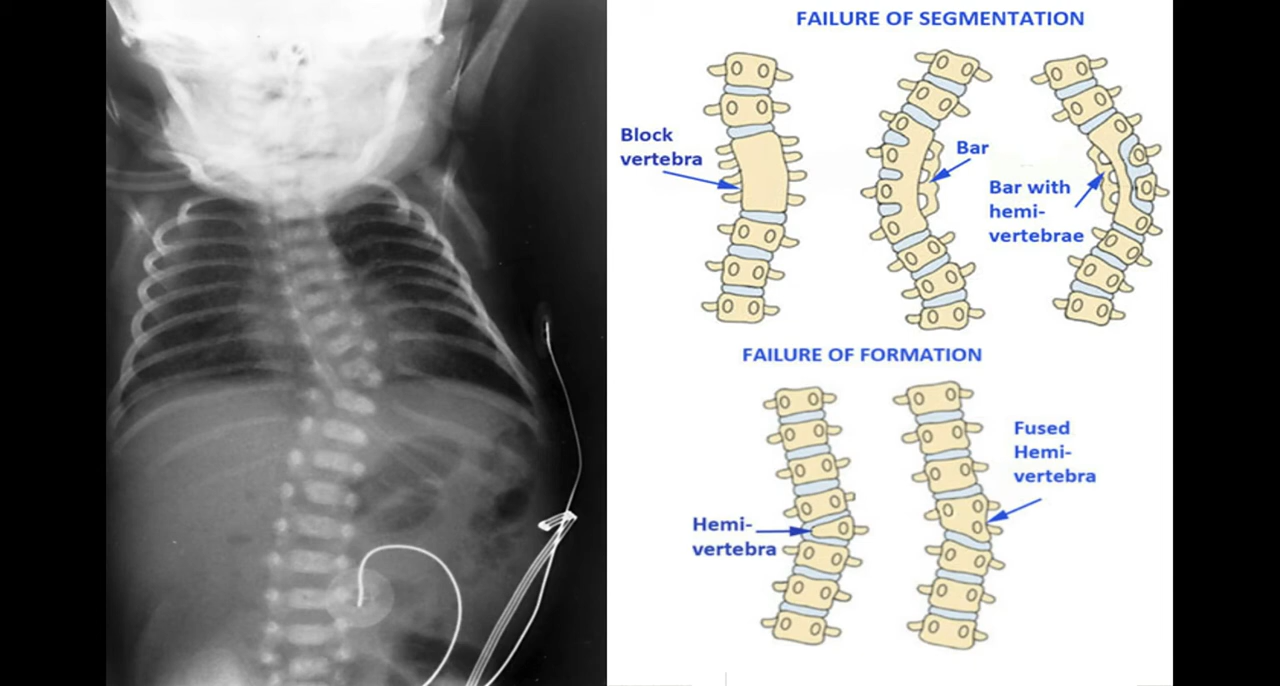 FAILURE OF SEGMENTATION
Block
vertebra
Bar
Bar with
hemi-
vertebrae
FAILURE OF FORMATION
Hemi-
vertebra
Fused
Hemi-
vertebra